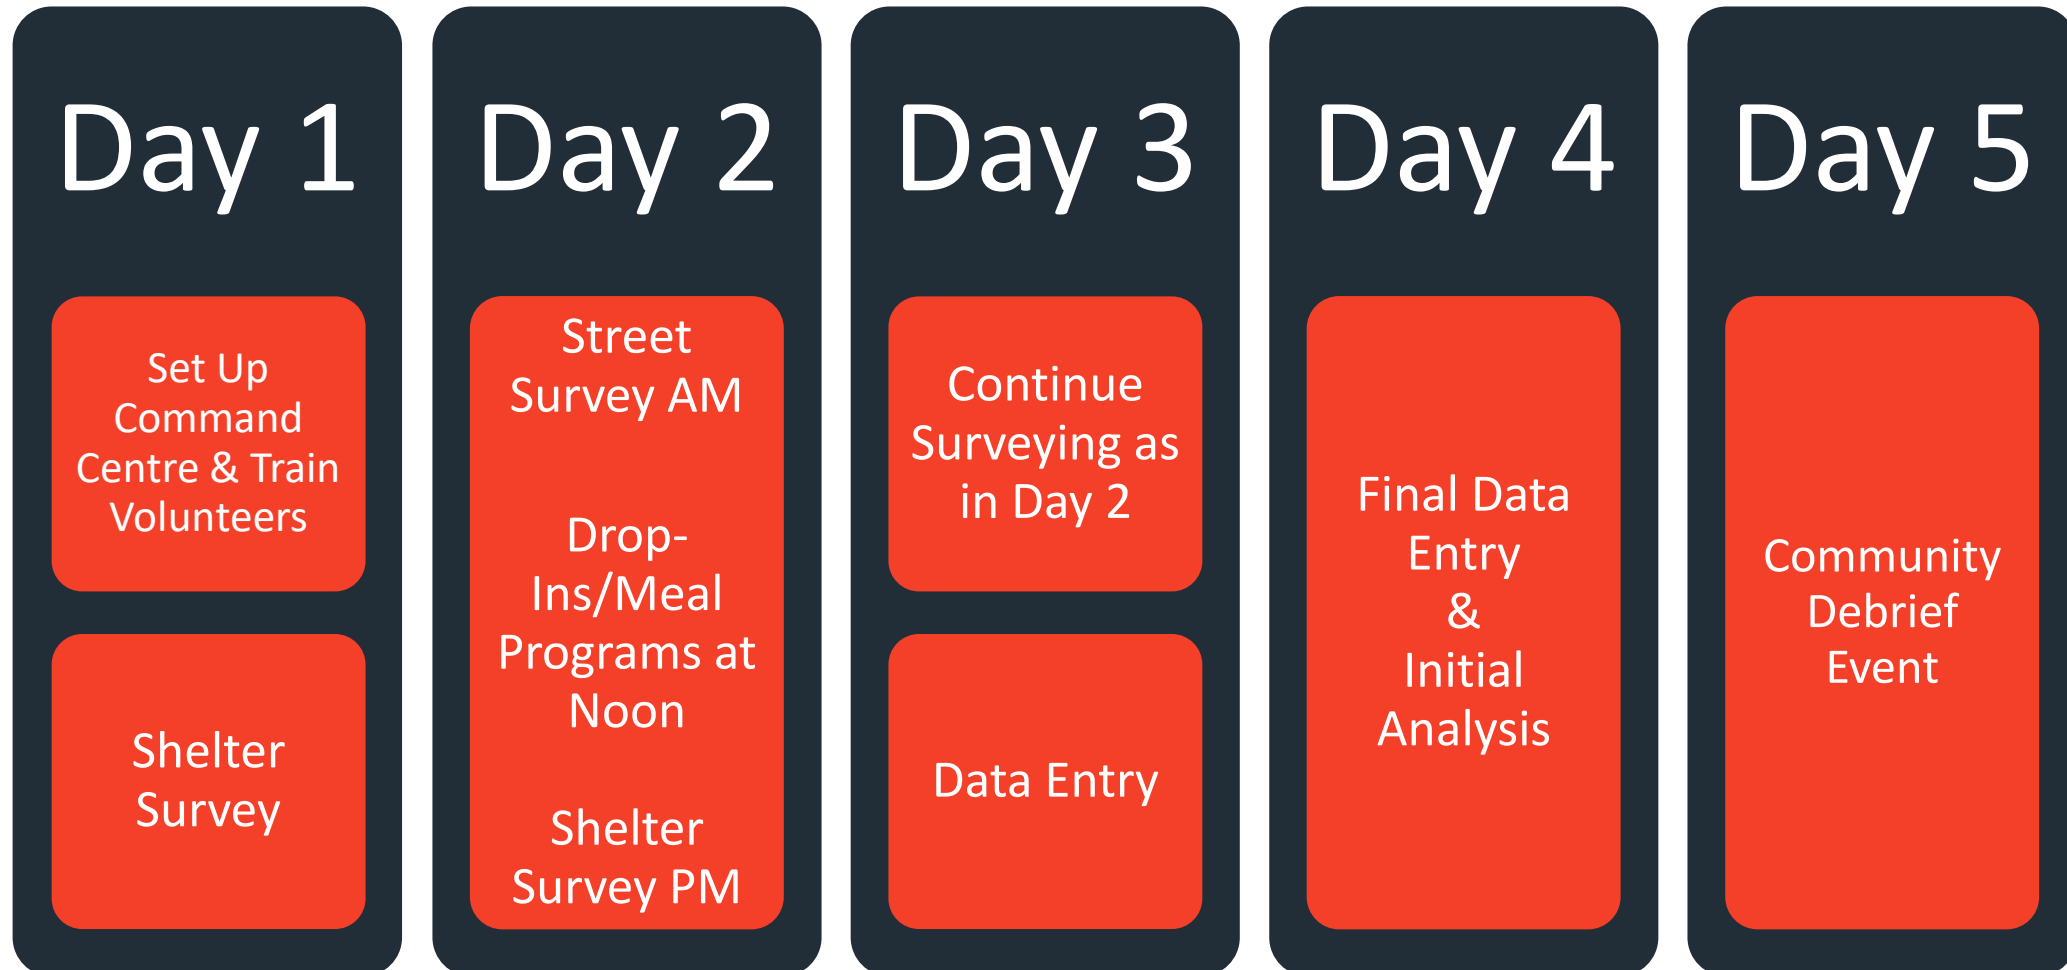 Day 1
Set Up
Command
Centre & Train
Volunteers
Shelter
Survey
Day 2
Street
Survey AM
Drop-
Ins/Meal
Programs at
Noon
Shelter
Survey PM
Day 3
Continue
Surveying as
in Day 2
Data Entry
Day 4
Final Data
Entry
&
Initial
Analysis
Day 5
Community
Debrief
Event